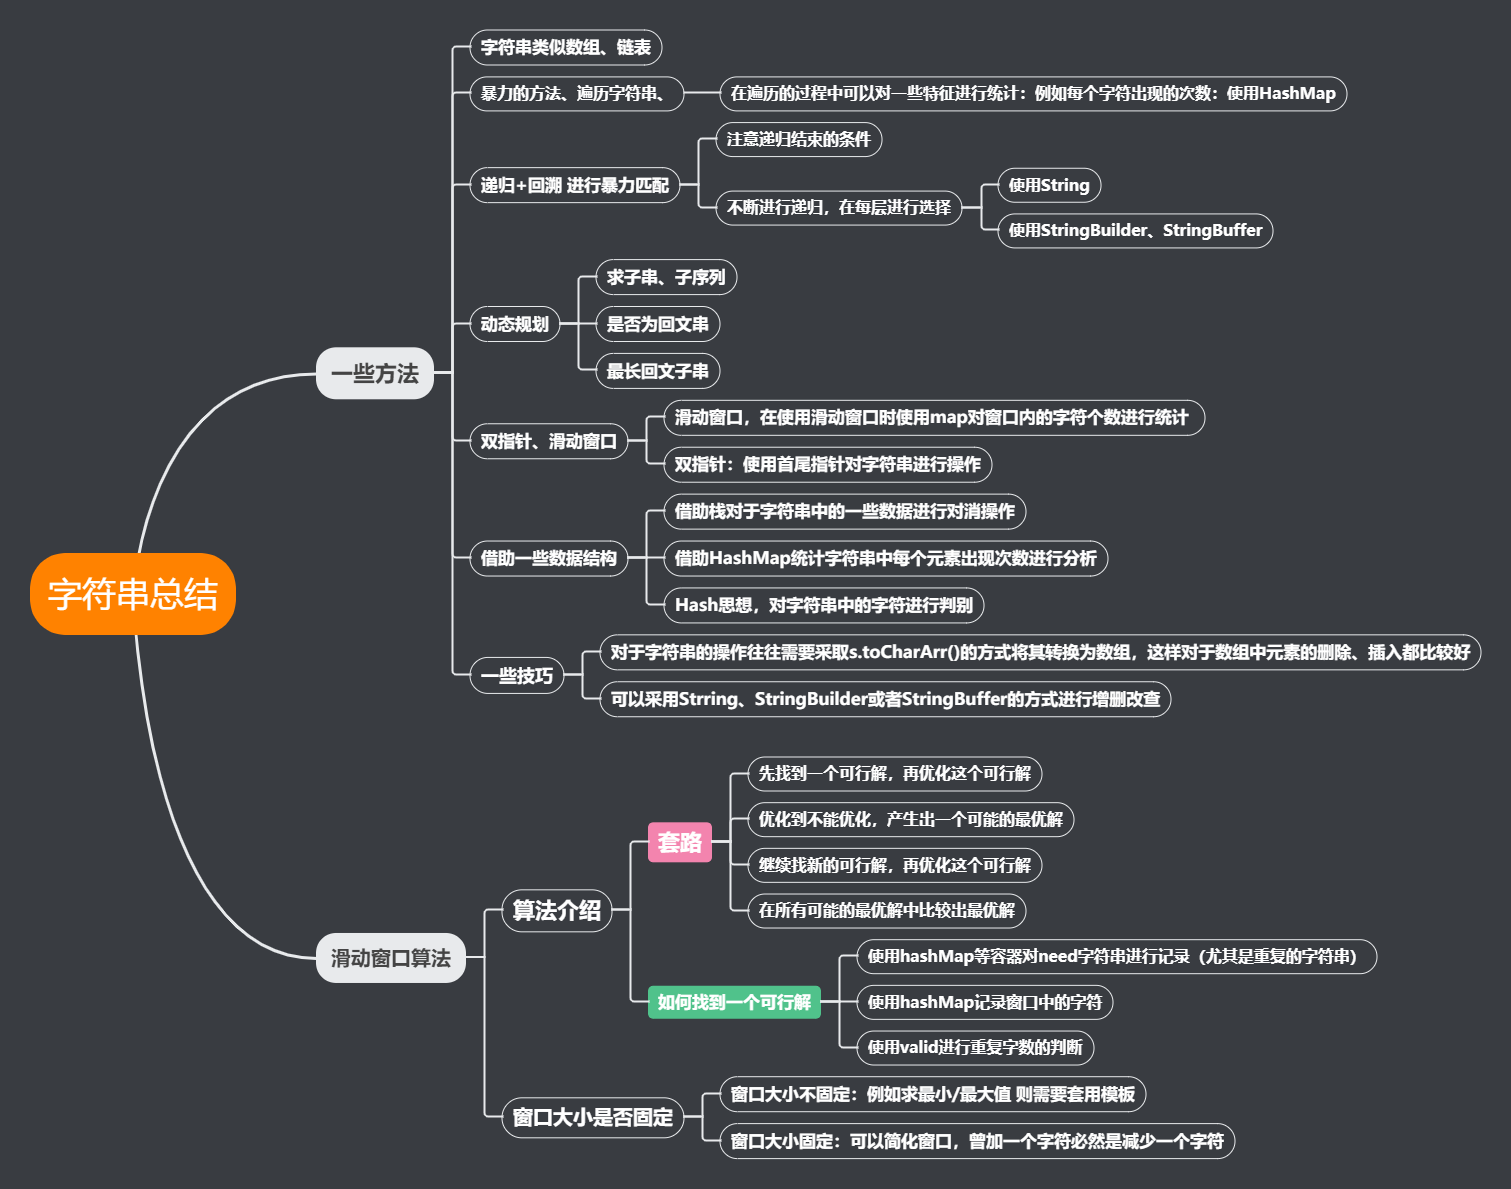 字符串总结
一些方法
字符串类似数组、链表
暴力的方法、遍历字符串、
在遍历的过程中可以对一些特征进行统计：例如每个字符出现的次数：使用HashMap
递归+回溯 进行暴力匹配
注意递归结束的条件
不断进行递归，在每层进行选择
使用String
使用StringBuilder、StringBuffer
动态规划
求子串、子序列
是否为回文串
最长回文子串
双指针、滑动窗口
滑动窗口，在使用滑动窗口时使用map对窗口内的字符个数进行统计
双指针：使用首尾指针对字符串进行操作
借助一些数据结构
借助栈对于字符串中的一些数据进行对消操作
借助HashMap统计字符串中每个元素出现次数进行分析
Hash思想，对字符串中的字符进行判别
一些技巧
对于字符串的操作往往需要采取s.toCharArr()的方式将其转换为数组，这样对于数组中元素的删除、插入都比较好
可以采用Strring、StringBuilder或者StringBuffer的方式进行增删改查
滑动窗口算法
算法介绍
套路
先找到一个可行解，再优化这个可行解
优化到不能优化，产生出一个可能的最优解
继续找新的可行解，再优化这个可行解
在所有可能的最优解中比较出最优解
如何找到一个可行解
使用hashMap等容器对need字符串进行记录（尤其是重复的字符串）
使用hashMap记录窗口中的字符
使用valid进行重复字数的判断
窗口大小是否固定
窗口大小不固定：例如求最小/最大值 则需要套用模板
窗口大小固定：可以简化窗口，曾加一个字符必然是减少一个字符